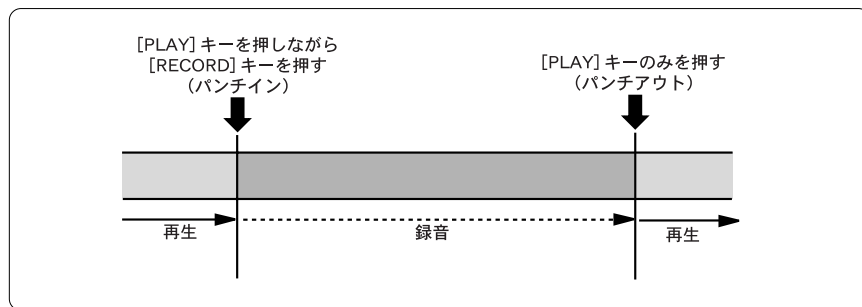 [PLAY] キーを押しながら
[RECORD] キーを押す
（パンチイン）
[PLAY] キーのみを押す
（パンチアウト）
再生
録音
再生